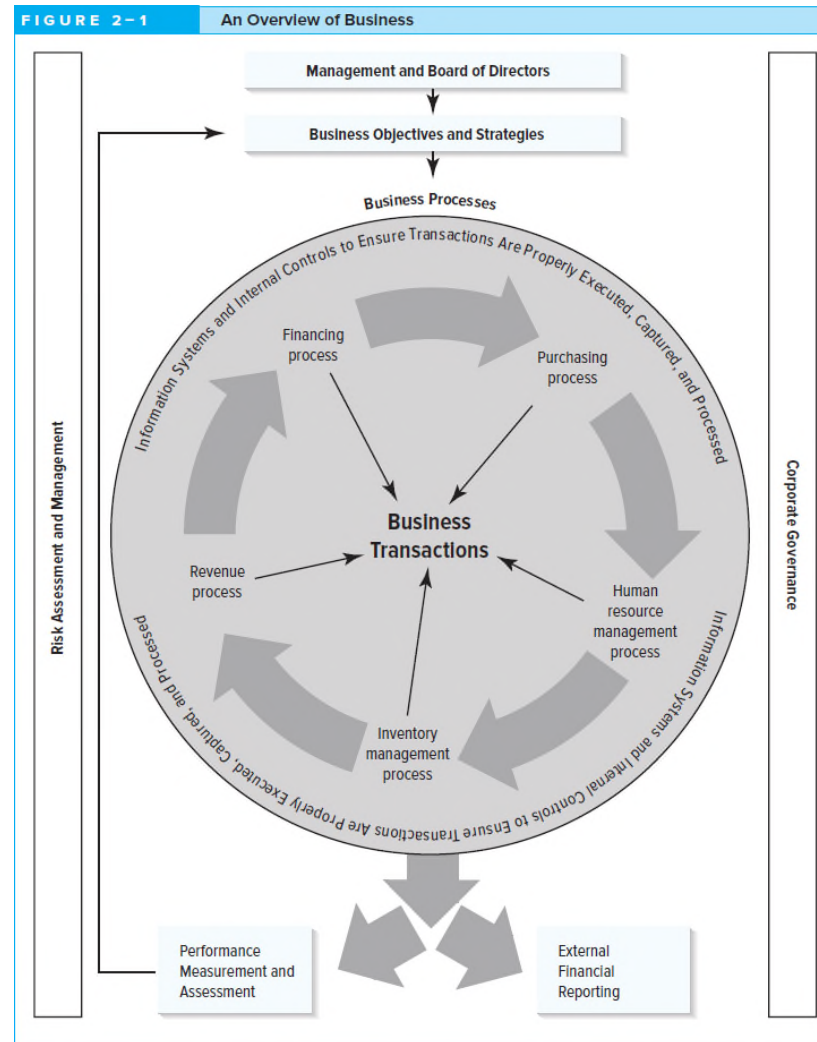 FIGURE 2–1
An Overview of Business
Management and Board of Directors
Business Objectives and Strategies
Business Processes
Information Systems and Internal Controls to Ensure Transactions Are Properly Executed, Captured, and Processed
Financing
process
Purchasing
process
Business
Transactions
Revenue
process
Human
resource
management
process
Inventory
management
process
Information Systems and Internal Controls to Ensure Transactions Are Properly Executed, Captured, and Processed
Risk Assessment and Management
Corporate Governance
Performance
Measurement and
Assessment
External
Financial
Reporting